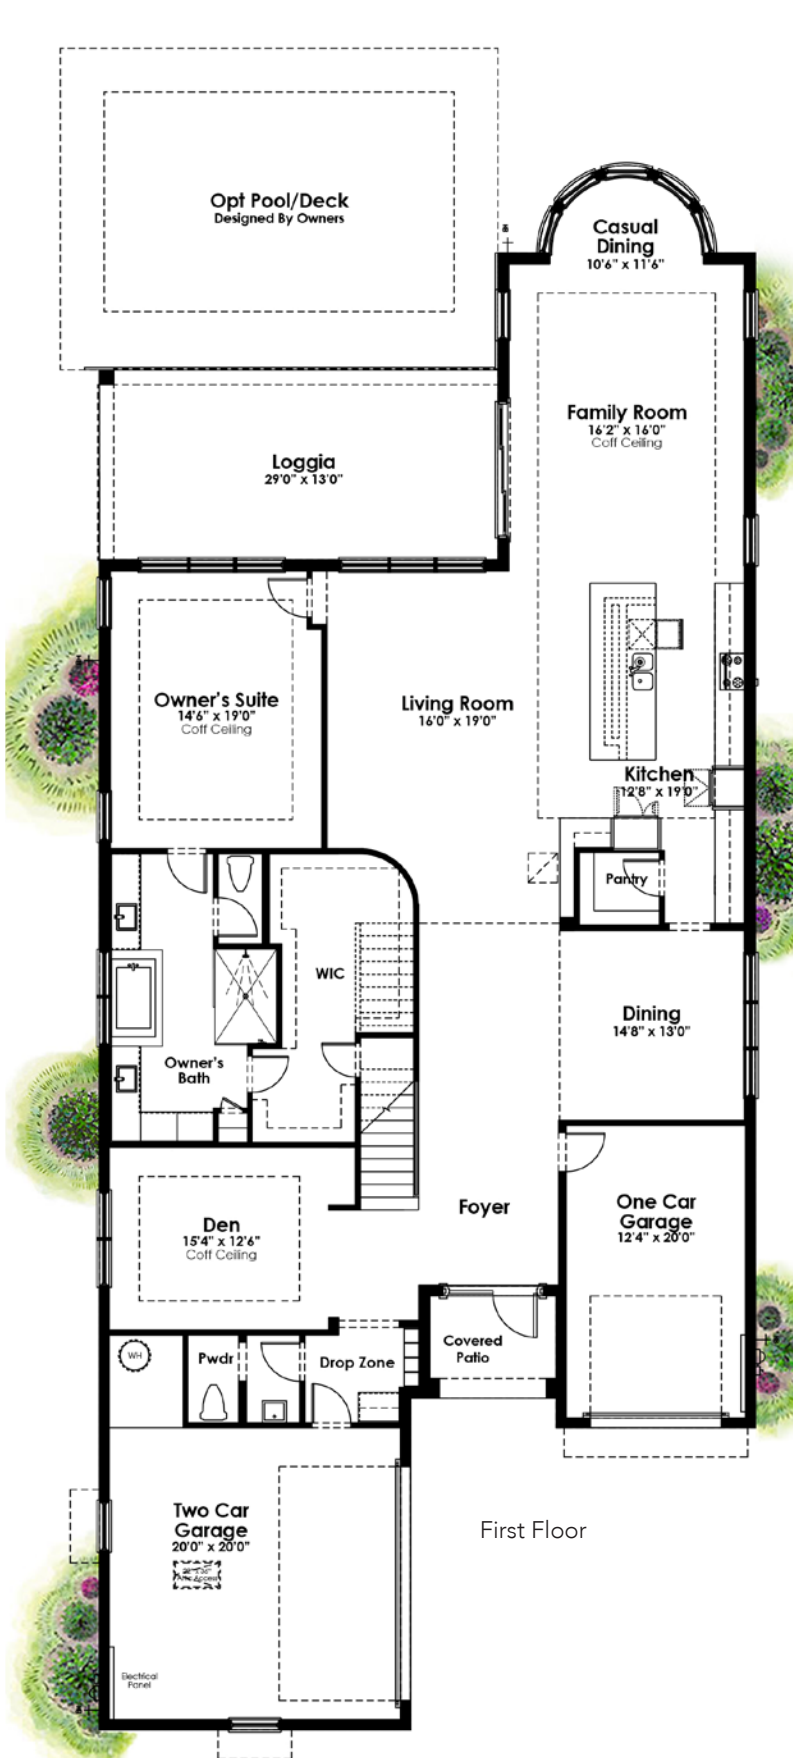 Opt Pool/Deck
Designed By Owners
Casual
Dining
10'6" x 11'6"
Family Room
16'2" x 16'0"
Coff Ceiling
Loggia
29'0" x 13'0"
Owner's Suite
14'6" x 19'0"
Coff Ceiling
Living Room
16'0" x 19'0"
Kitchen
12'8" x 19'0"
Pantry
WIC
Dining
14'8" x 13'0"
Owner's
Bath
Foyer
One Car
Garage
12'4" x 20'0"
Den
15'4" x 12'6"
Coff Ceiling
Covered
Patio
WH
Pwdr
Drop Zone
Two Car
Garage
20'0" x 20'0"
Attic Access
First Floor
Electrical
Panel